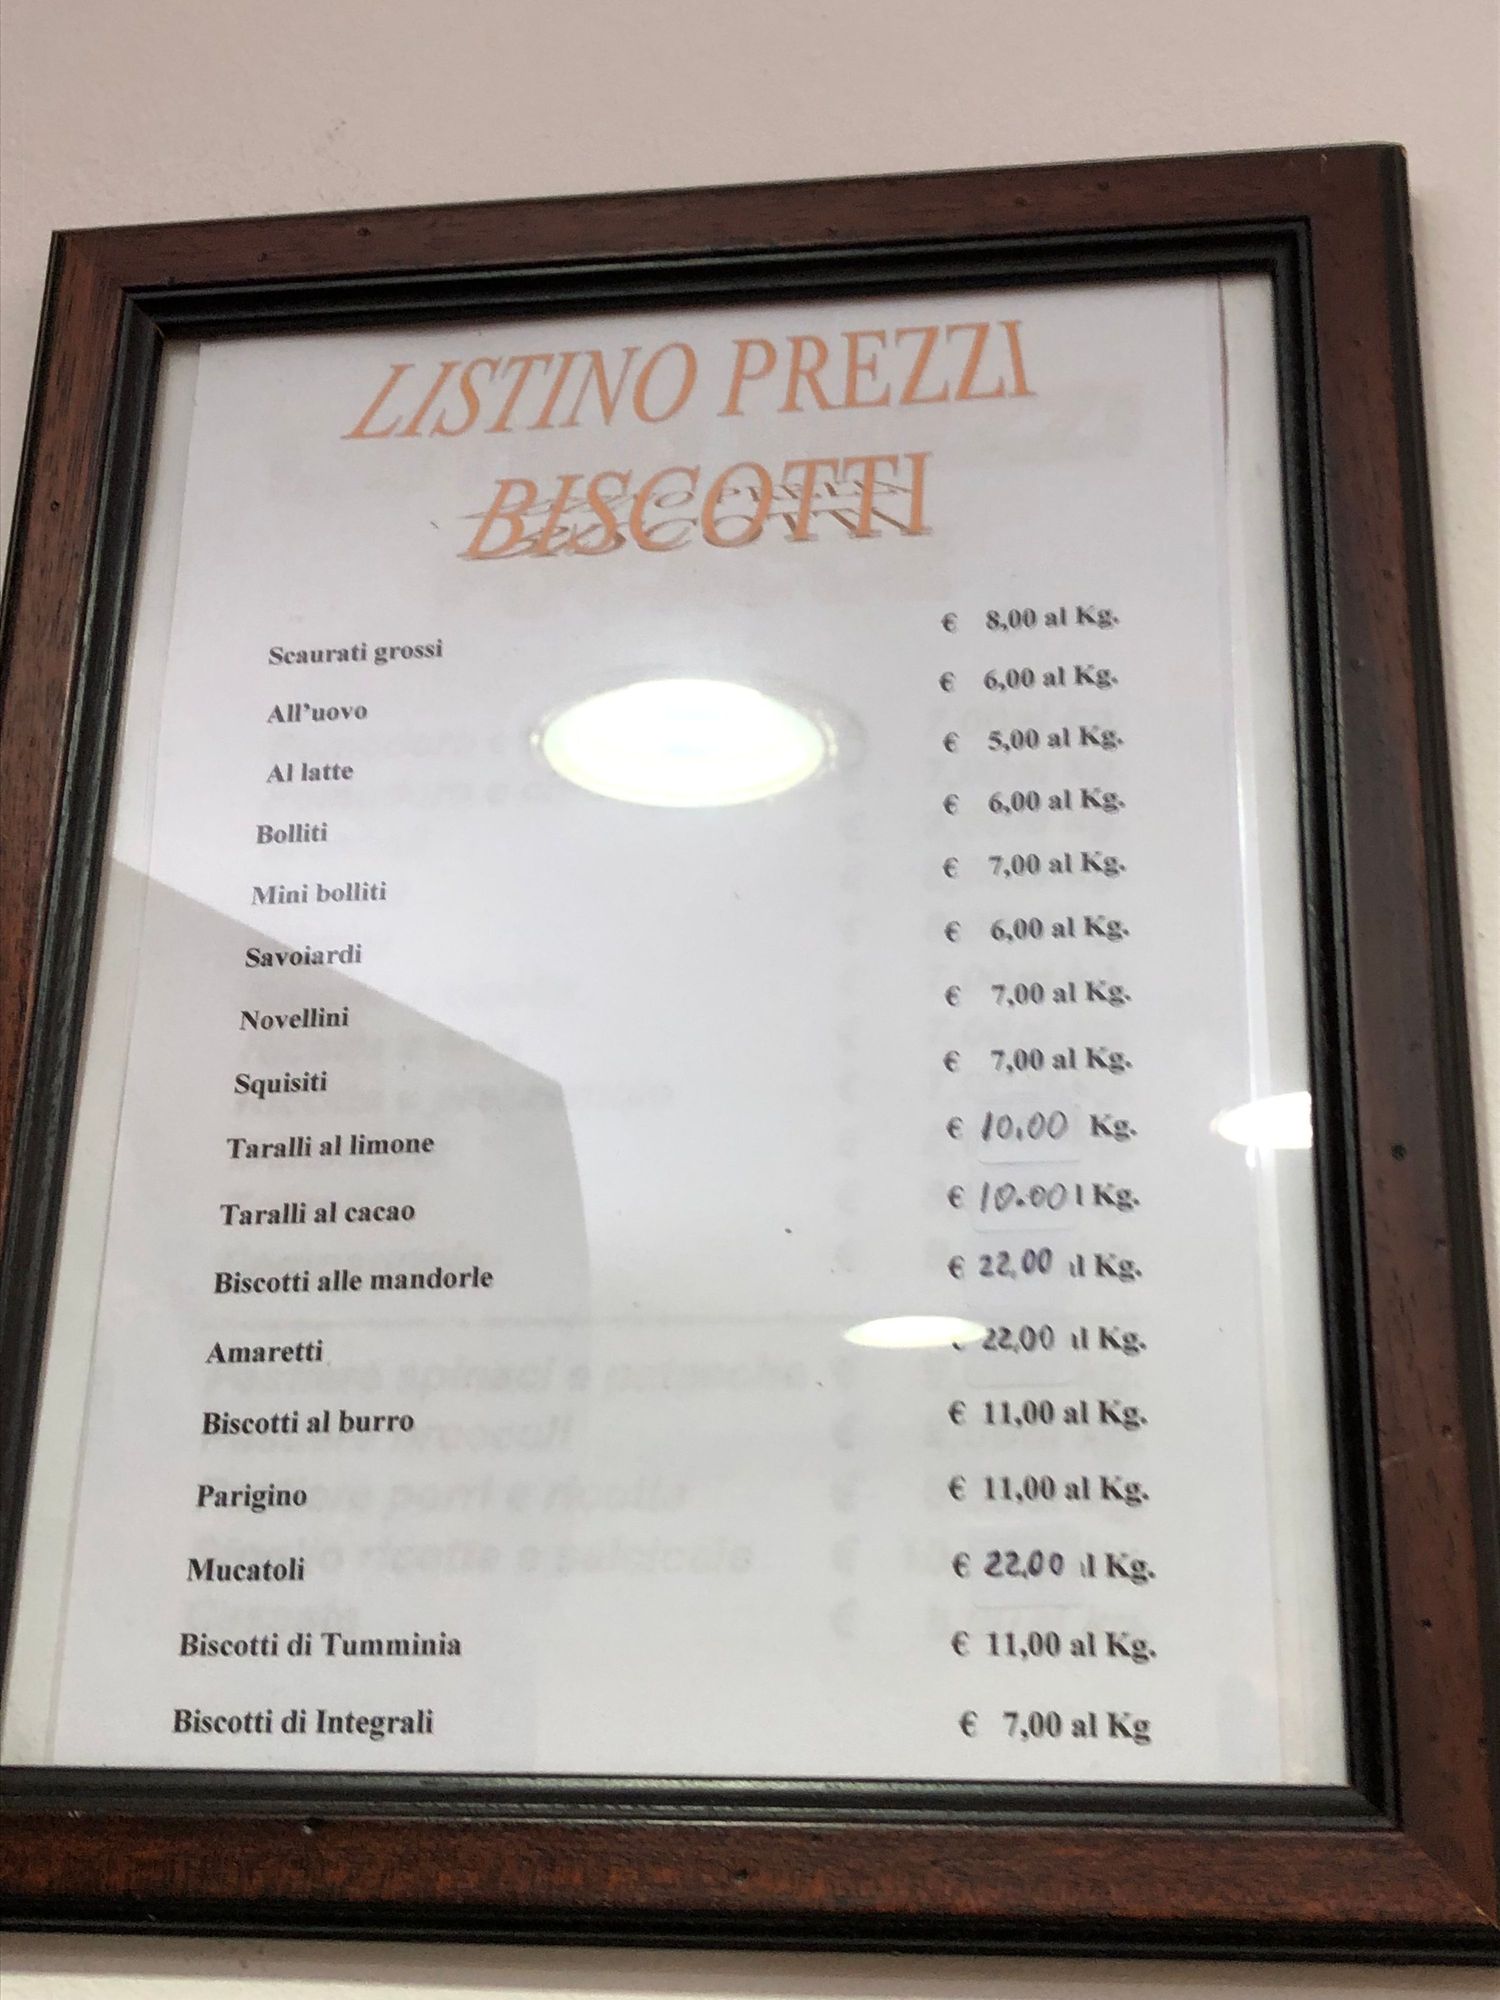 LISTINO PREZZI
BISCOTTI
Scaurati grossi € 8,00 al Kg.
All'uovo € 6,00 al Kg.
Al latte € 5,00 al Kg.
Bolliti € 6,00 al Kg.
Mini bolliti € 7,00 al Kg.
Savoiardi € 6,00 al Kg.
Novellini € 7,00 al Kg.
Squisiti € 7,00 al Kg.
Taralli al limone € 10,00 Kg.
Taralli al cacao € 10.00 l Kg.
Biscotti alle mandorle € 22,00 al Kg.
Amaretti € 22,00 al Kg.
Biscotti al burro € 11,00 al Kg.
Parigino € 11,00 al Kg.
Mucatoli € 22,00 al Kg.
Biscotti di Tumminia € 11,00 al Kg.
Biscotti di Integrali € 7,00 al Kg